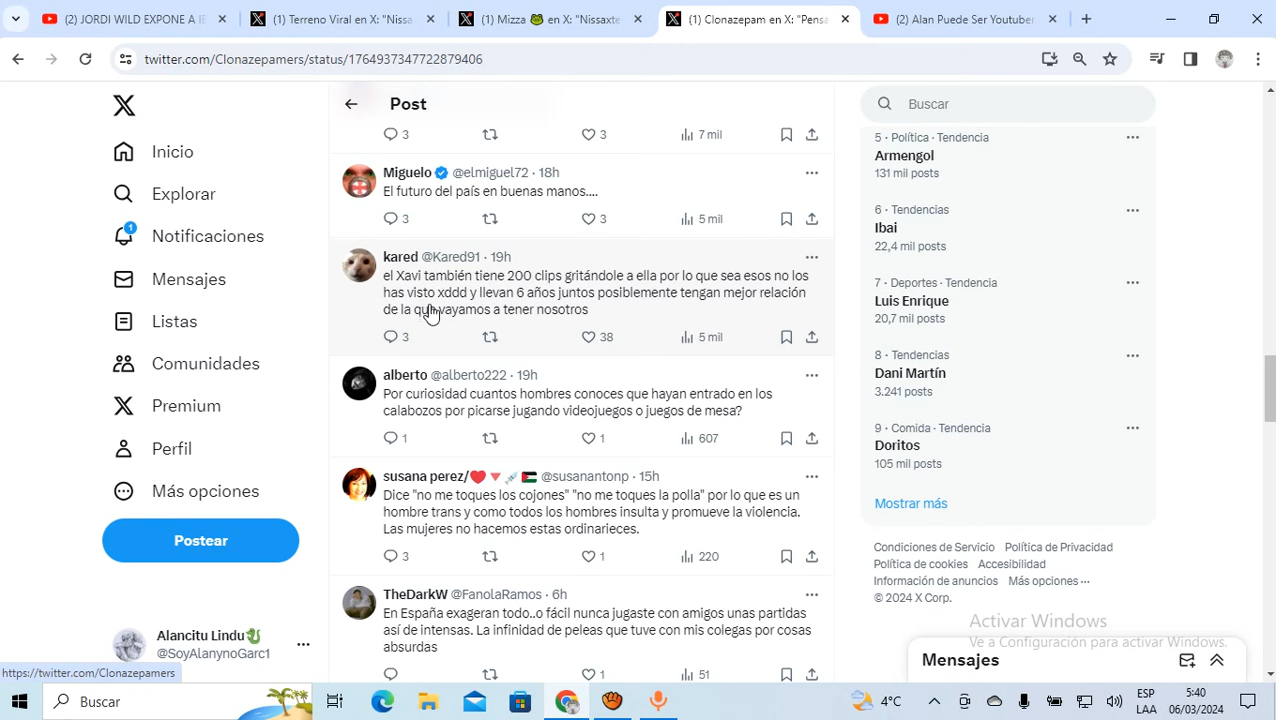 (2) JORDI WILD EXPONE A IB
(1) Terreno Viral en X: "Nissa
(1) Mizza 🐸 en X: "Nissaxte
(1) Clonazepam en X: "Pensa
(2) Alan Puede Ser Youtuber
twitter.com/Clonazepamers/status/1764937347722879406
Inicio
Explorar
1
Notificaciones
Mensajes
Listas
Comunidades
Premium
Perfil
Más opciones
Postear
Alancitu Lindu🐉
@SoyAlanynoGarc1
https://twitter.com/Clonazepamers
Post
3
3
7 mil
Miguelo @elmiguel72 · 18h
El futuro del país en buenas manos....
3
3
5 mil
kared @Kared91 · 19h
el Xavi también tiene 200 clips gritándole a ella por lo que sea esos no los
has visto xddd y llevan 6 años juntos posiblemente tengan mejor relación
de la que vayamos a tener nosotros
3
38
5 mil
alberto @alberto222 · 19h
Por curiosidad cuantos hombres conoces que hayan entrado en los
calabozos por picarse jugando videojuegos o juegos de mesa?
1
1
607
susana perez/❤️🔻💉🇵🇸 @susanantonp · 15h
Dice "no me toques los cojones" "no me toques la polla" por lo que es un
hombre trans y como todos los hombres insulta y promueve la violencia.
Las mujeres no hacemos estas ordinarieces.
3
1
220
TheDarkW @FanolaRamos · 6h
En España exageran todo..o fácil nunca jugaste con amigos unas partidas
así de intensas. La infinidad de peleas que tuve con mis colegas por cosas
absurdas
1
51
Buscar
5 · Política · Tendencia
Armengol
131 mil posts
6 · Tendencias
Ibai
22,4 mil posts
7 · Deportes · Tendencia
Luis Enrique
20,7 mil posts
8 · Tendencias
Dani Martín
3.241 posts
9 · Comida · Tendencia
Doritos
105 mil posts
Mostrar más
Condiciones de Servicio Política de Privacidad
Política de cookies Accesibilidad
Información de anuncios Más opciones ···
© 2024 X Corp.
Activar Windows
Ve a Configuración para activar Windows.
Mensajes
Buscar
4°C
ESP
LAA
5:40
06/03/2024